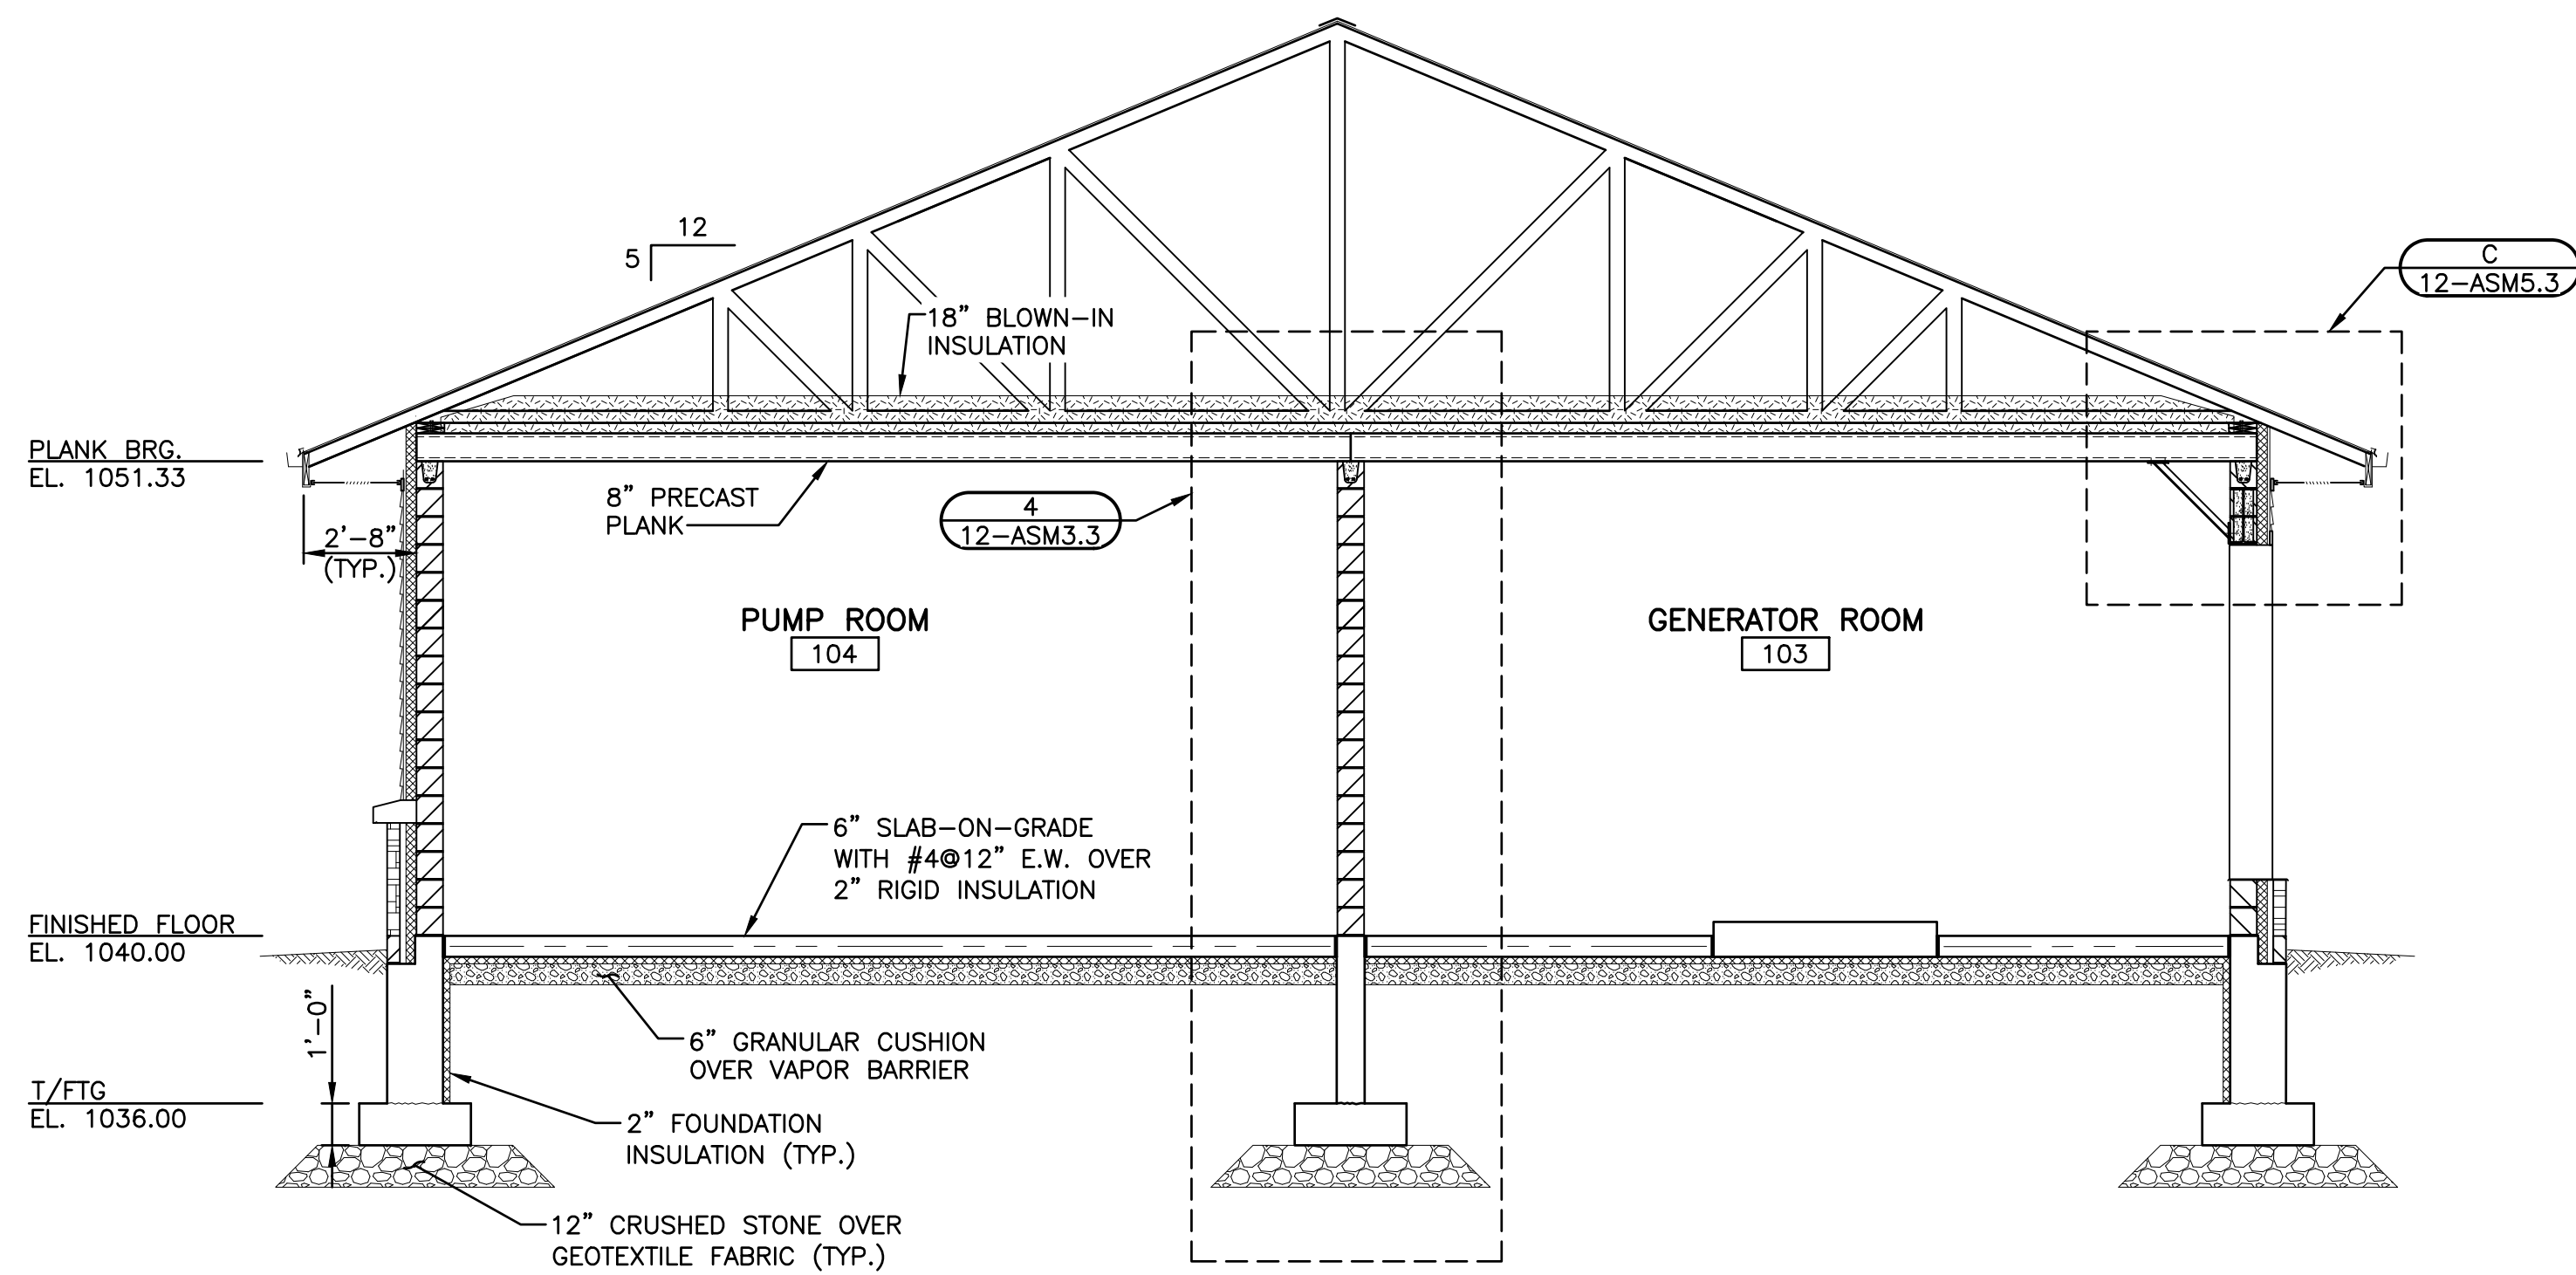 12
5
C
12-ASM5.3
18" BLOWN-IN
INSULATION
PLANK BRG.
EL. 1051.33
8" PRECAST
PLANK
4
12-ASM3.3
2'-8"
(TYP.)
PUMP ROOM
104
GENERATOR ROOM
103
6" SLAB-ON-GRADE
WITH #4@12" E.W. OVER
2" RIGID INSULATION
FINISHED FLOOR
EL. 1040.00
1'-0"
6" GRANULAR CUSHION
OVER VAPOR BARRIER
T/FTG
EL. 1036.00
2" FOUNDATION
INSULATION (TYP.)
12" CRUSHED STONE OVER
GEOTEXTILE FABRIC (TYP.)